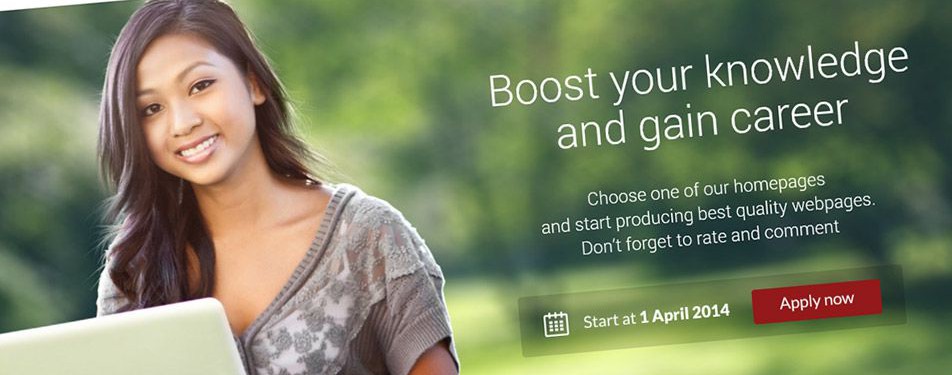 Boost your knowledge
and gain career
Choose one of our homepages
and start producing best quality webpages.
Don't forget to rate and comment
Start at 1 April 2014
Apply now